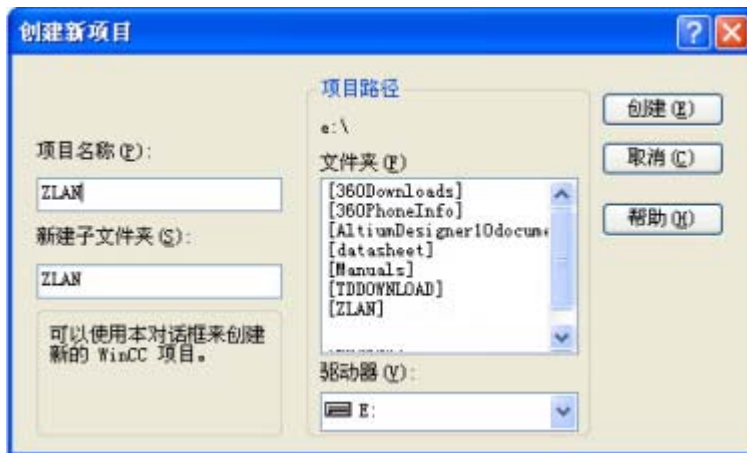 创建新项目
项目名称(P):
ZLAN
新建子文件夹(S):
ZLAN
可以使用本对话框来创建
新的 WinCC 项目。
项目路径
e:\
文件夹(F)
[360Downloads]
[360PhoneInfo]
[AltiumDesigner10docume
[datasheet]
[Manuals]
[TDDOWNLOAD]
[ZLAN]
驱动器(V):
E:
创建(E)
取消(C)
帮助(H)